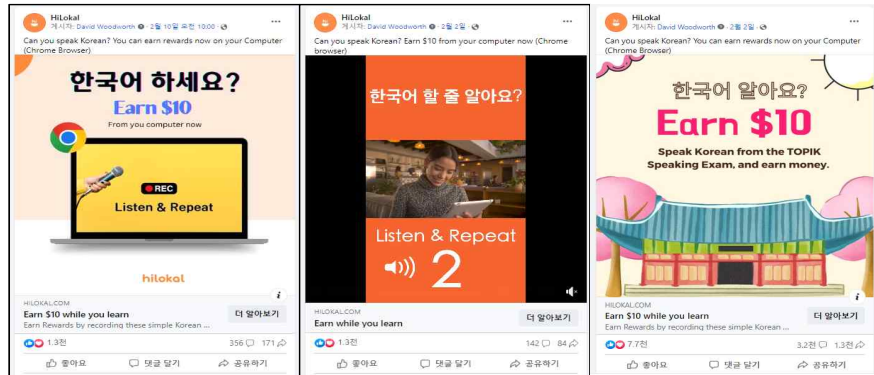 HiLokal
게시자: David Woodworth · 2월 10일 오전 10:00 ·
Can you speak Korean? You can earn rewards now on your Computer
(Chrome Browser)
한국어 하세요?
Earn $10
From you computer now
REC
Listen & Repeat
hilokal
HILOKAL.COM
Earn $10 while you learn
Earn Rewards by recording these simple Korean ...
더 알아보기
1.3천
356
171
좋아요
댓글 달기
공유하기
HiLokal
게시자: David Woodworth · 2월 2일 ·
Can you speak Korean? Earn $10 from your computer now (Chrome
browser)
한국어 할 줄 알아요?
Listen & Repeat
2
HILOKAL.COM
Earn while you learn
더 알아보기
1.3천
142
84
좋아요
댓글 달기
공유하기
HiLokal
게시자: David Woodworth · 2월 2일 ·
Can you speak Korean? You can earn rewards now on your Computer
(Chrome Browser)
한국어 알아요?
Earn $10
Speak Korean from the TOPIK
Speaking Exam, and earn money.
HILOKAL.COM
Earn $10 while you learn
Earn Rewards by recording these simple Korean ...
더 알아보기
7.7천
3.2천
1.3천
좋아요
댓글 달기
공유하기